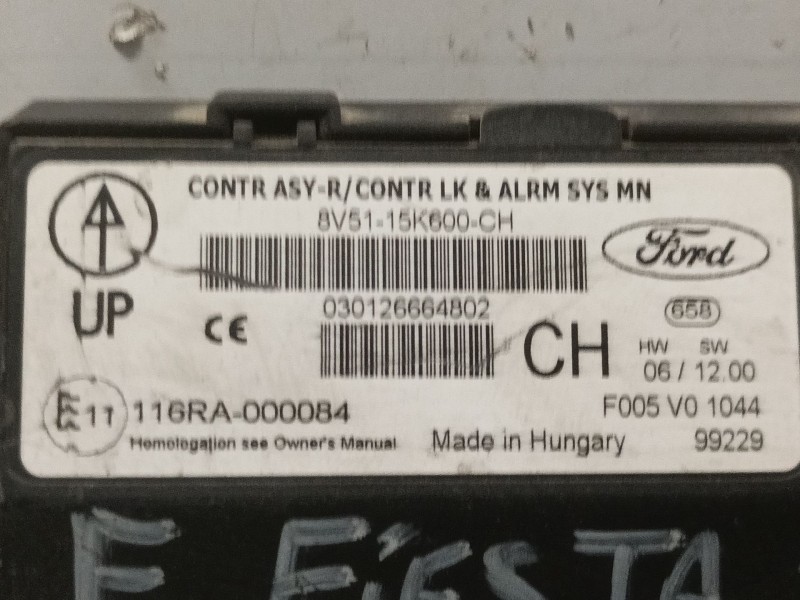 CONTR ASY-R/CONTR LK & ALRM SYS MN
8V51-15K600-CH
Ford
UP
CE
030126664802
CH
658
HW SW
06 / 12.00
E11
116RA-000084
F005 V0 1044
Homologation see Owner's Manual
Made in Hungary
99229
F FiESTA